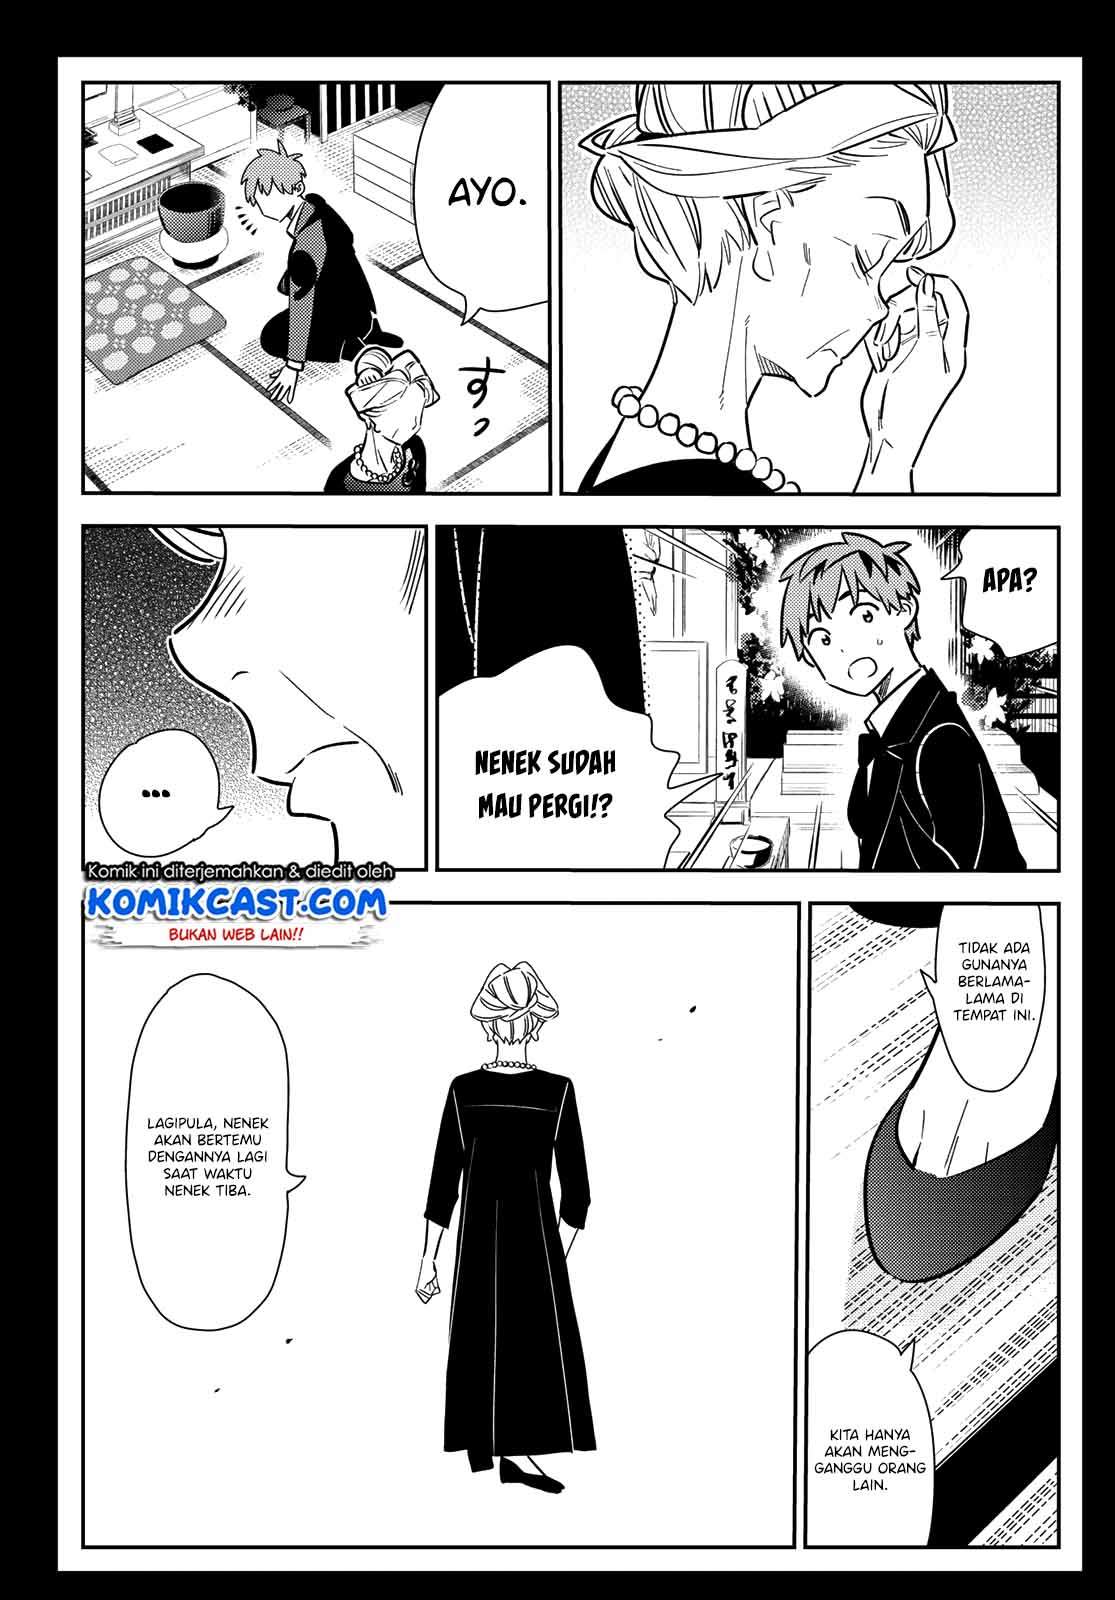 AYO.
すっ
APA?
NENEK SUDAH
MAU PERGI!?
...
Komik ini diterjemahkan & diedit oleh
KOMIKCAST.COM
BUKAN WEB LAIN!!
TIDAK ADA
GUNANYA
BERLAMA-
LAMA DI
TEMPAT INI.
KITA HANYA
AKAN MENG-
GANGGU ORANG
LAIN.
LAGIPULA, NENEK
AKAN BERTEMU
DENGANNYA LAGI
SAAT WAKTU
NENEK TIBA.